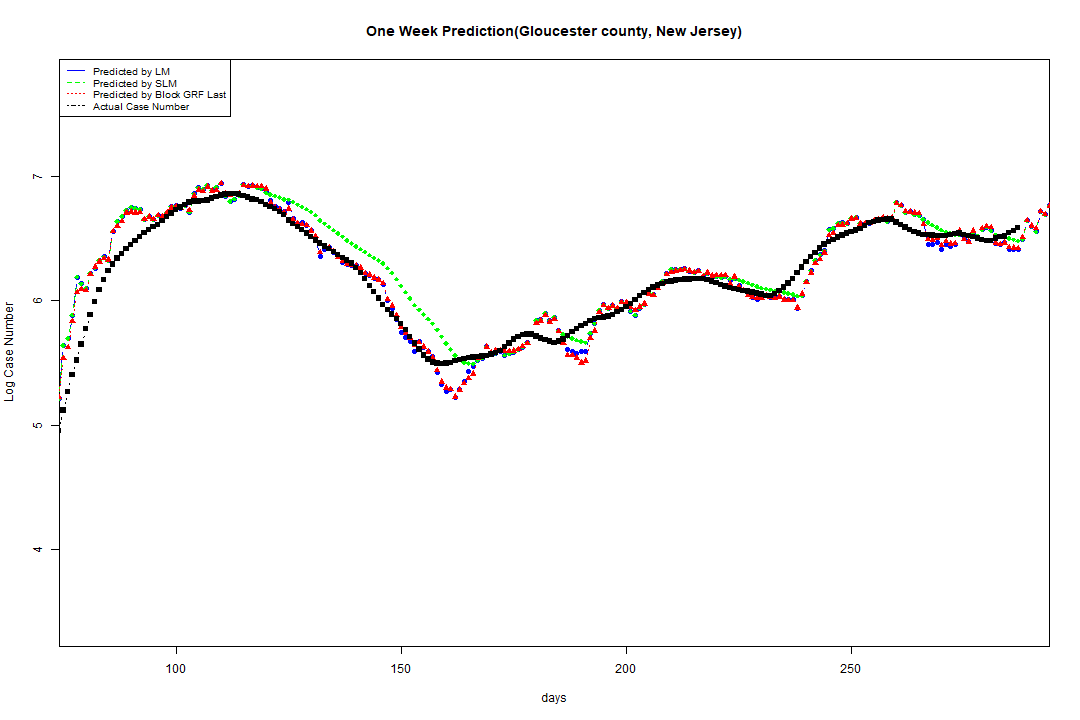 One Week Prediction(Gloucester county, New Jersey)
Predicted by LM
Predicted by SLM
Predicted by Block GRF Last
Actual Case Number
Log Case Number
7
6
5
4
100 150 200 250
days